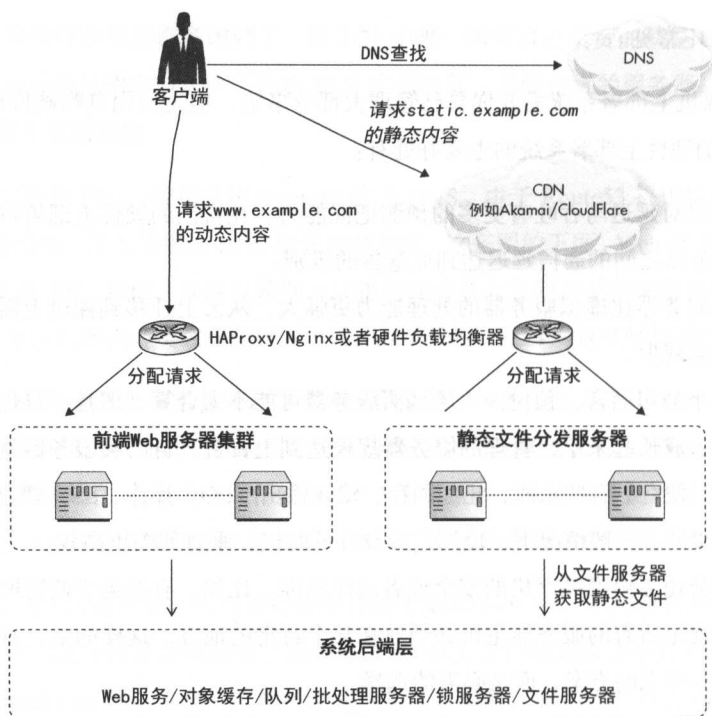 DNS查找
DNS
客户端
请求static.example.com
的静态内容
CDN
例如Akamai/CloudFlare
请求www.example.com
的动态内容
HAProxy/Nginx或者硬件负载均衡器
分配请求
分配请求
前端Web服务器集群
静态文件分发服务器
从文件服务器
获取静态文件
系统后端层
Web服务/对象缓存/队列/批处理服务器/锁服务器/文件服务器